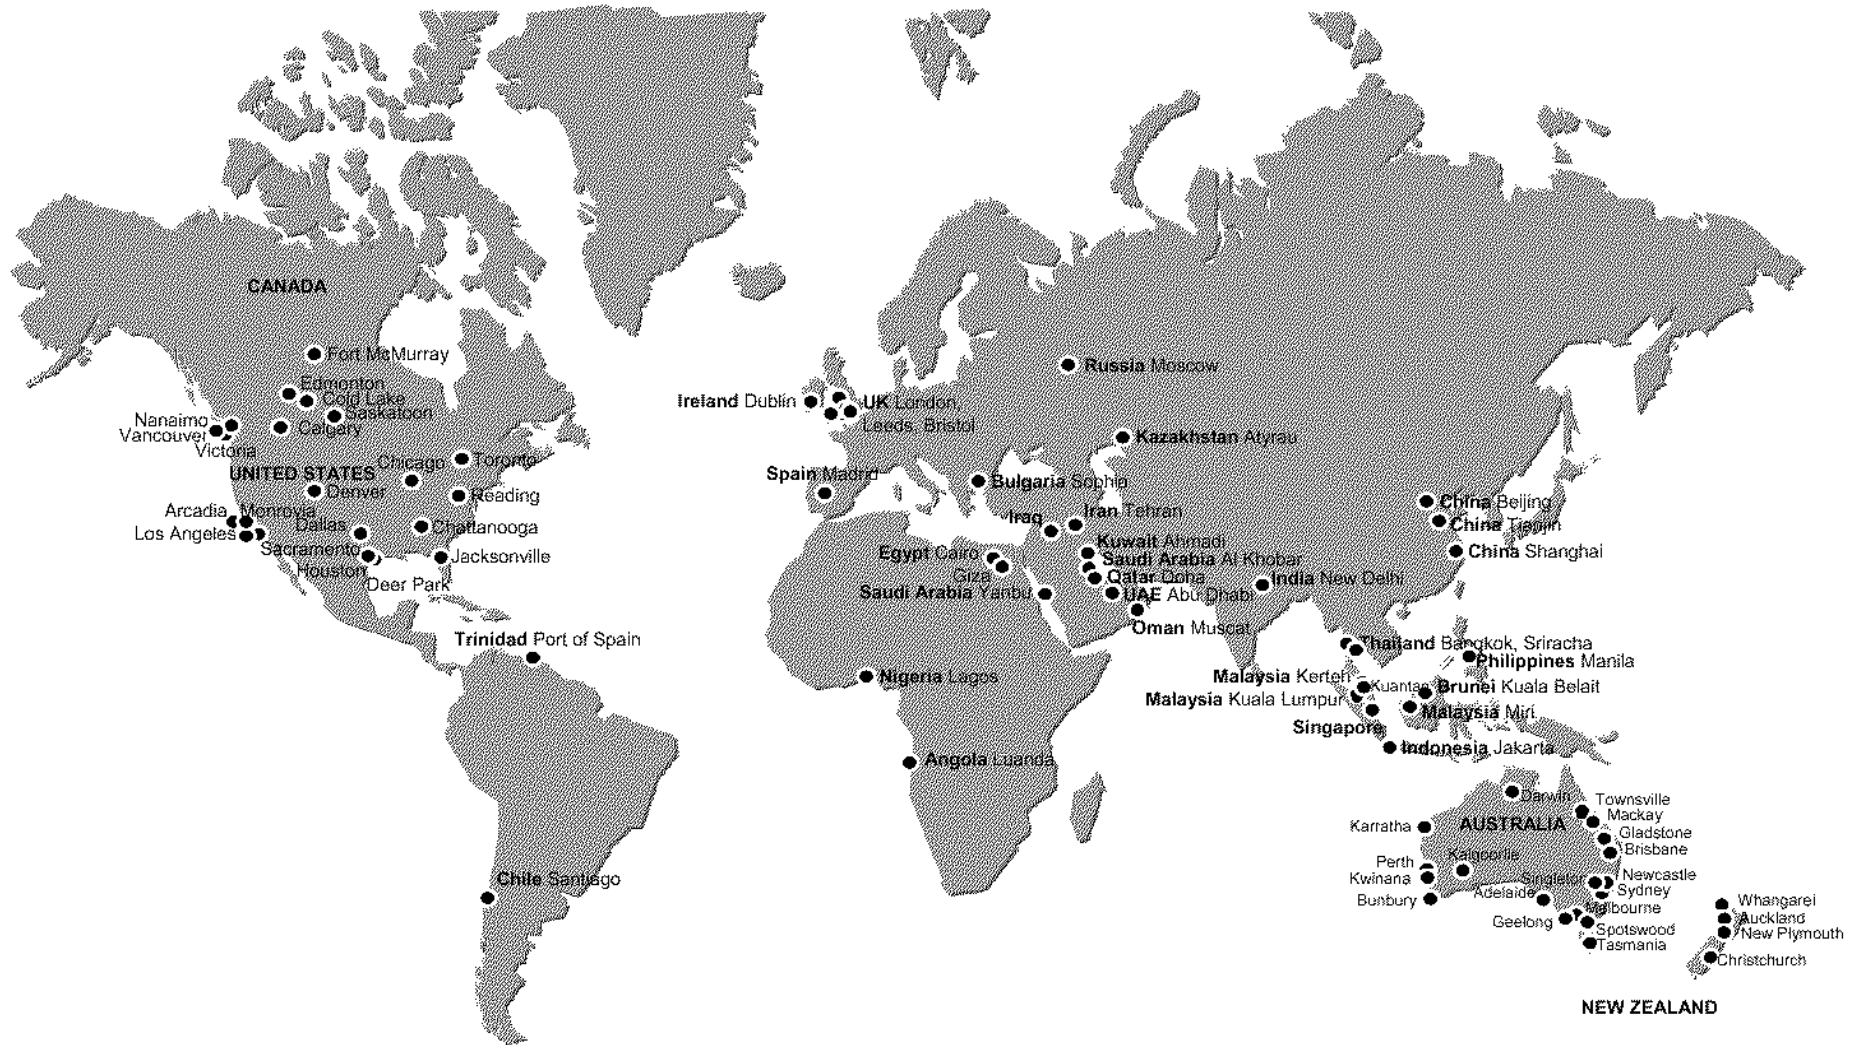 CANADA
Fort McMurray
Edmonton
Cold Lake
Saskatoon
Nanaimo
Calgary
Vancouver
Victoria
UNITED STATES
Chicago
Toronto
Denver
Reading
Arcadia
Monrovia
Los Angeles
Dallas
Chattanooga
Sacramento
Houston
Jacksonville
Deer Park
Trinidad Port of Spain
Chile Santiago
Ireland Dublin
UK London,
Leeds, Bristol
Russia Moscow
Kazakhstan Atyrau
Spain Madrid
Bulgaria Sophia
Iraq
Iran Tehran
Egypt Cairo
Giza
Kuwait Ahmadi
Saudi Arabia Al Khobar
Qatar Doha
Saudi Arabia Yanbu
UAE Abu Dhabi
Oman Muscat
India New Delhi
Nigeria Lagos
Angola Luanda
China Beijing
China Tianjin
China Shanghai
Thailand Bangkok, Sriracha
Philippines Manila
Malaysia Kerteh
Kuantan
Brunei Kuala Belait
Malaysia Kuala Lumpur
Malaysia Miri
Singapore
Indonesia Jakarta
Darwin
Townsville
Mackay
AUSTRALIA
Karratha
Gladstone
Brisbane
Perth
Kalgoorlie
Kwinana
Singleton
Newcastle
Sydney
Bunbury
Adelaide
Melbourne
Geelong
Spotswood
Tasmania
Whangarei
Auckland
New Plymouth
Christchurch
NEW ZEALAND